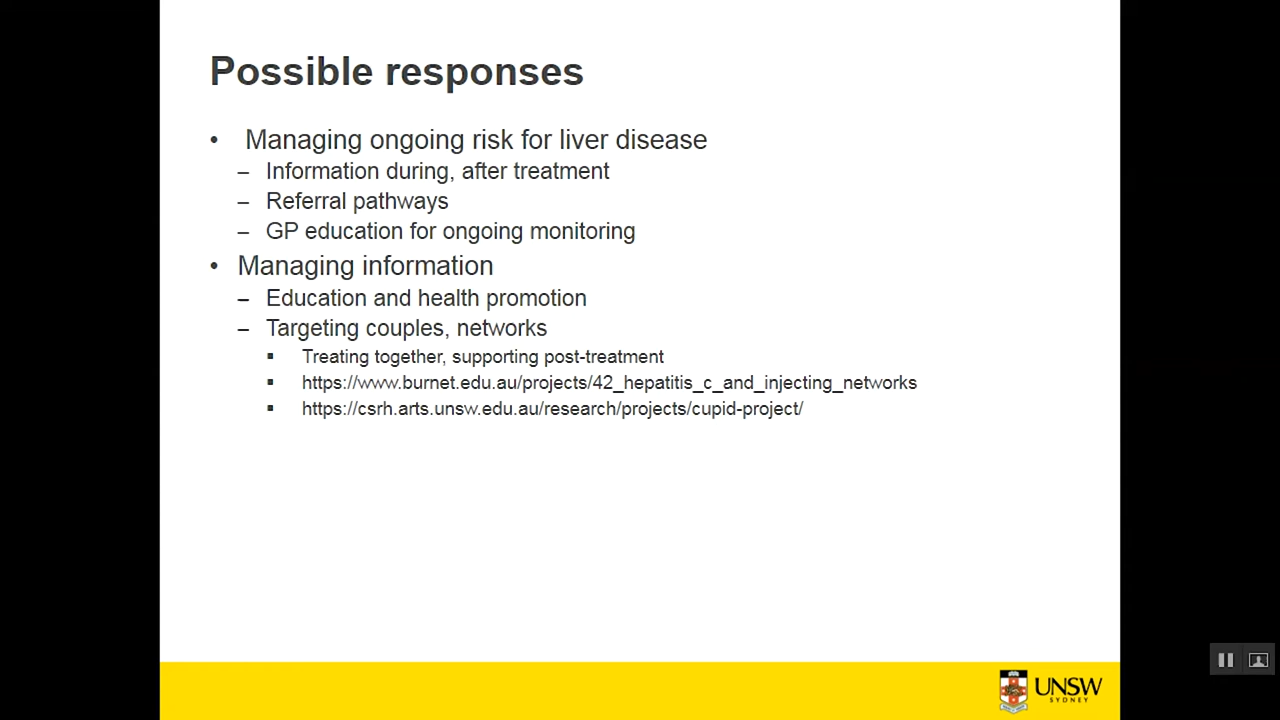 Possible responses
• Managing ongoing risk for liver disease
– Information during, after treatment
– Referral pathways
– GP education for ongoing monitoring
• Managing information
– Education and health promotion
– Targeting couples, networks
▪ Treating together, supporting post-treatment
▪ https://www.burnet.edu.au/projects/42_hepatitis_c_and_injecting_networks
▪ https://csrh.arts.unsw.edu.au/research/projects/cupid-project/
UNSW
SYDNEY